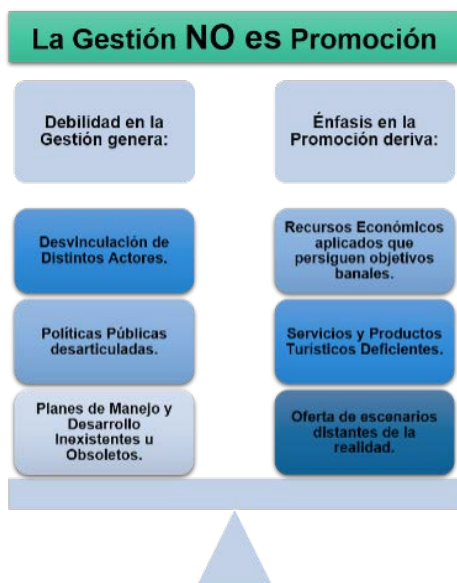 La Gestión NO es Promoción
Debilidad en la
Gestión genera:
Énfasis en la
Promoción deriva:
Desvinculación de
Distintos Actores.
Recursos Económicos
aplicados que
persiguen objetivos
banales.
Políticas Públicas
desarticuladas.
Servicios y Productos
Turísticos Deficientes.
Planes de Manejo y
Desarrollo
Inexistentes u
Obsoletos.
Oferta de escenarios
distantes de la
realidad.